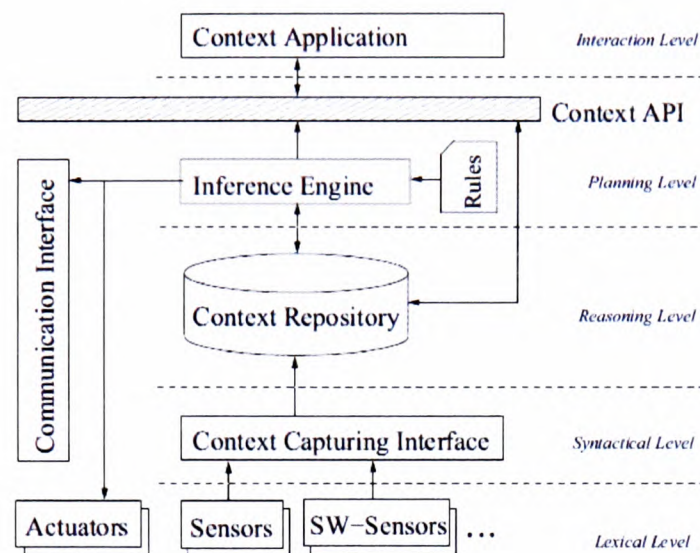 Context Application
Interaction Level
Context API
Inference Engine
Rules
Planning Level
Communication Interface
Context Repository
Reasoning Level
Context Capturing Interface
Syntactical Level
Actuators
Sensors
SW-Sensors
...
Lexical Level